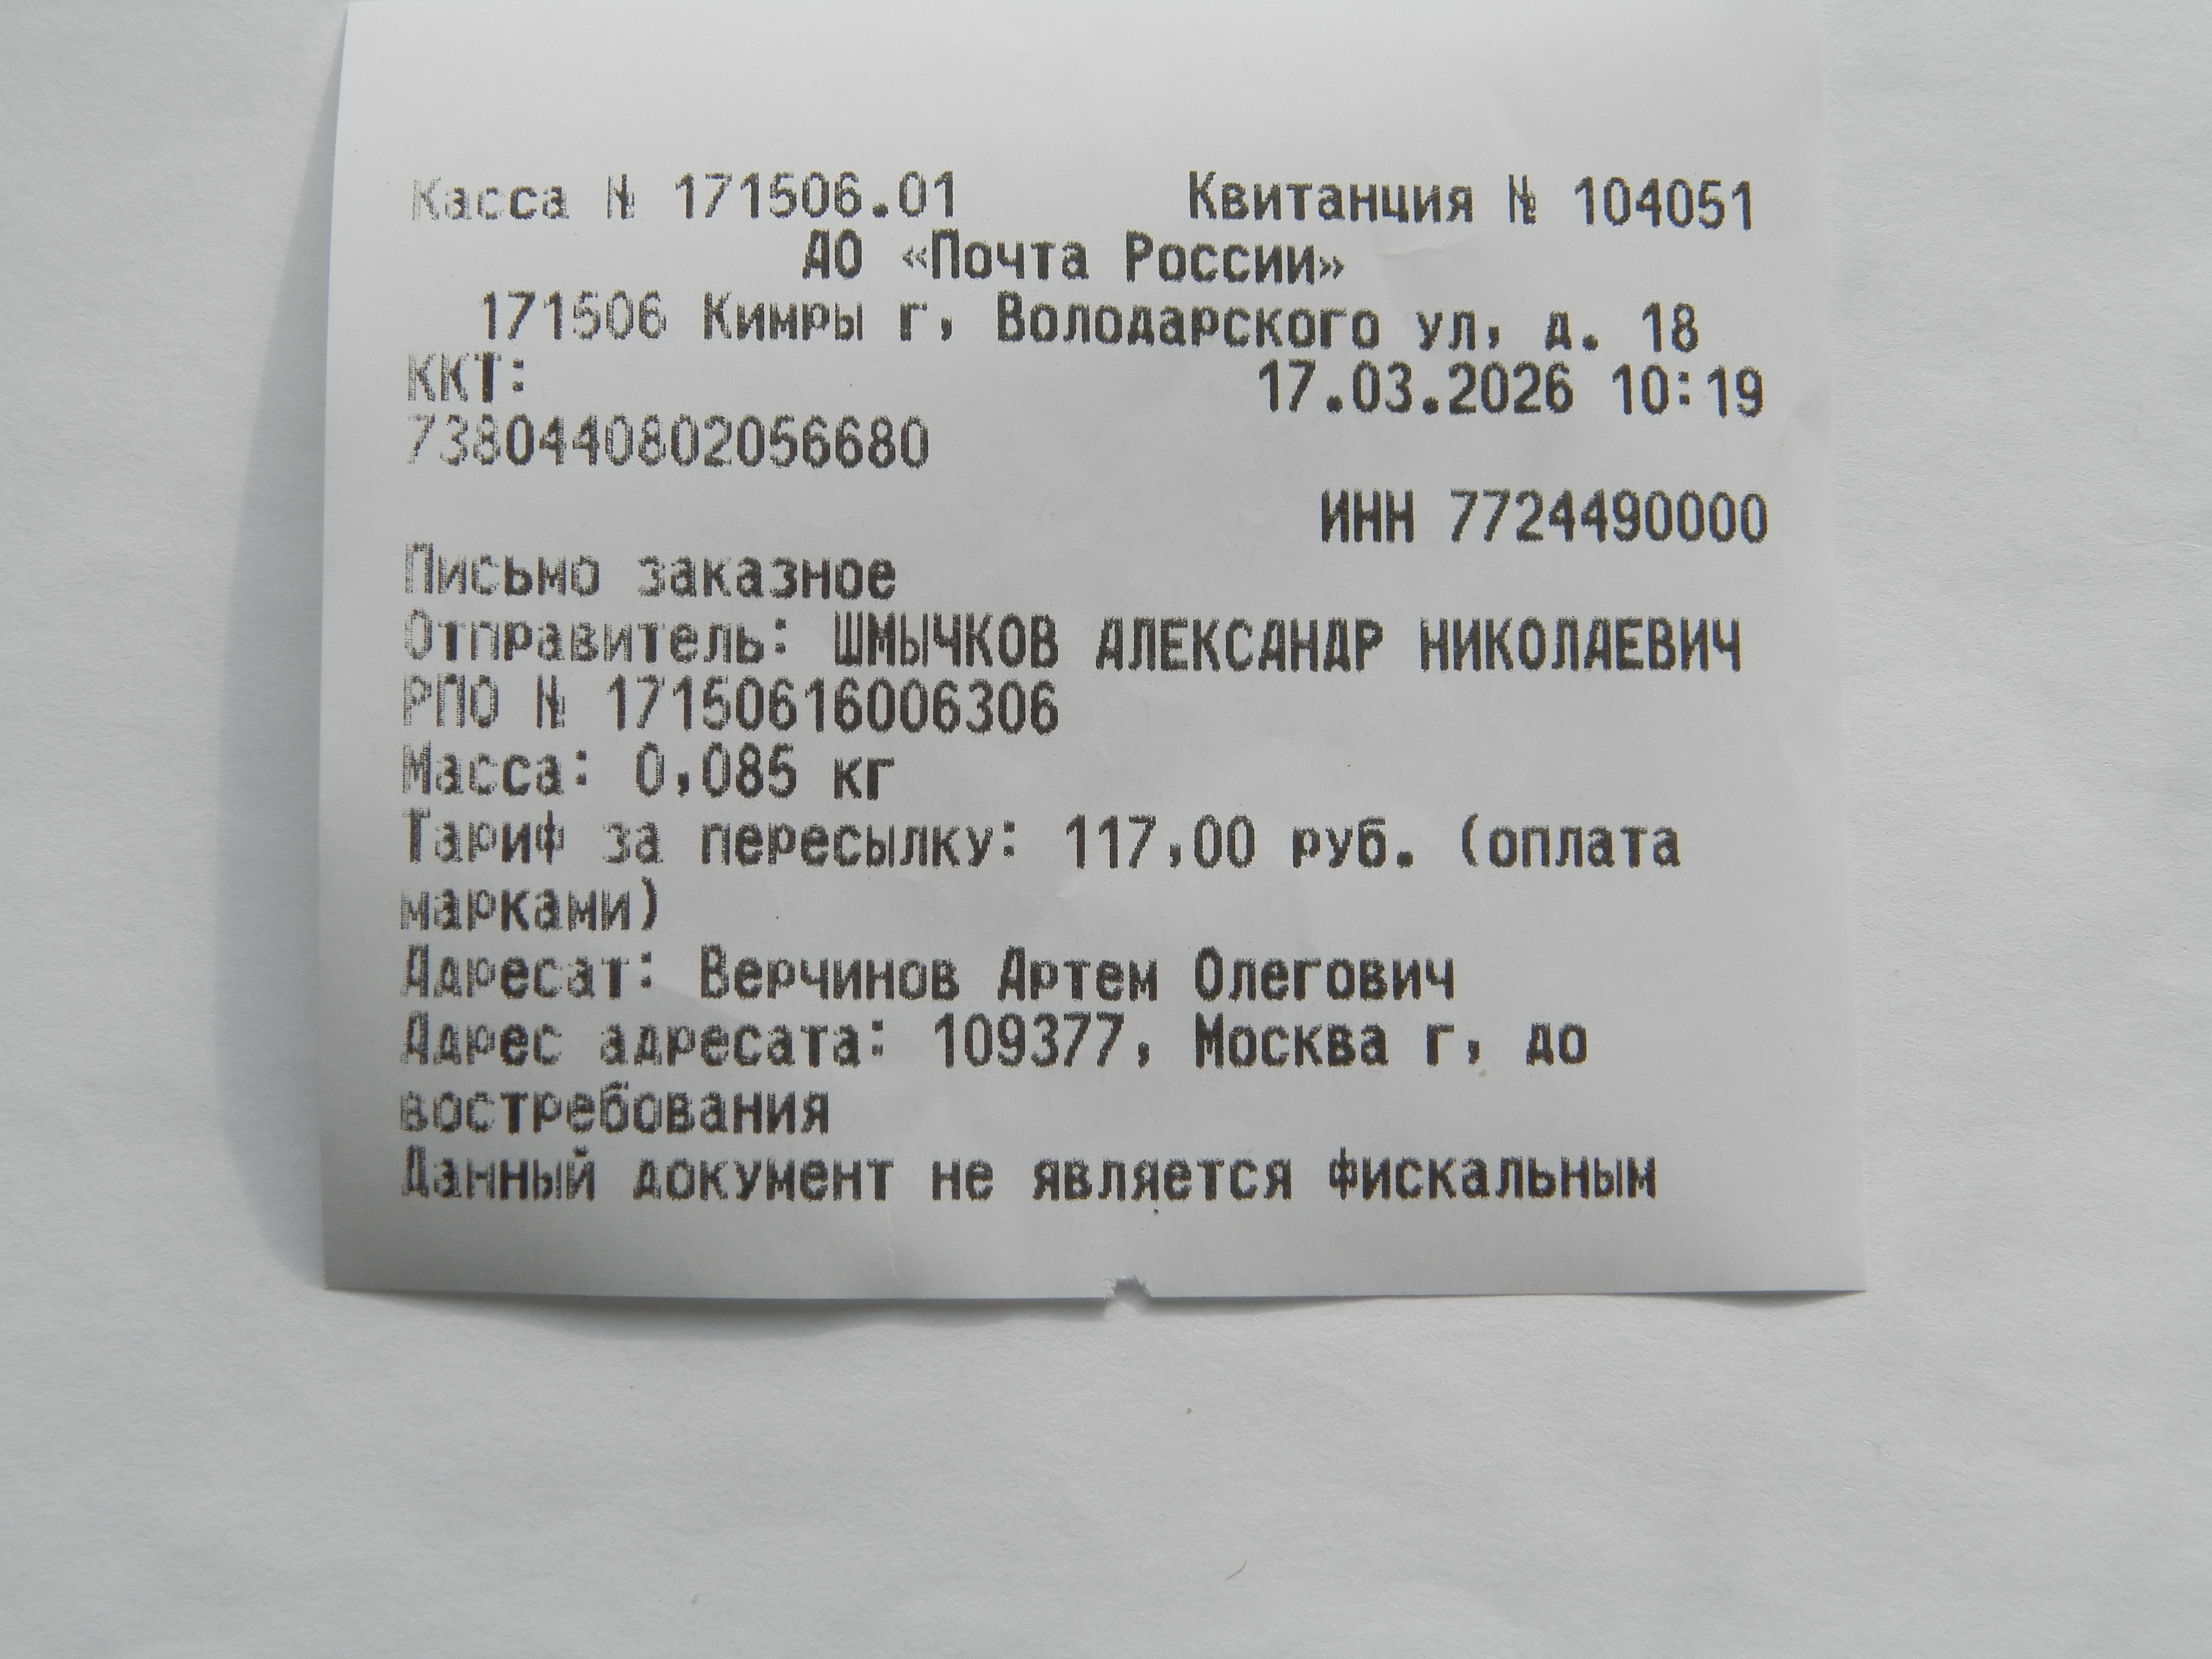 Касса № 171506.01 Квитанция № 104051
АО «Почта России»
171506 Кимры г, Володарского ул, д. 18
ККТ: 17.03.2026 10:19
7380440802056680
ИНН 7724490000
Письмо заказное
Отправитель: ШМЫЧКОВ АЛЕКСАНДР НИКОЛАЕВИЧ
РПО № 17150616006306
Масса: 0,085 кг
Тариф за пересылку: 117,00 руб. (оплата
марками)
Адресат: Верчинов Артем Олегович
Адрес адресата: 109377, Москва г, до
востребования
Данный документ не является фискальным